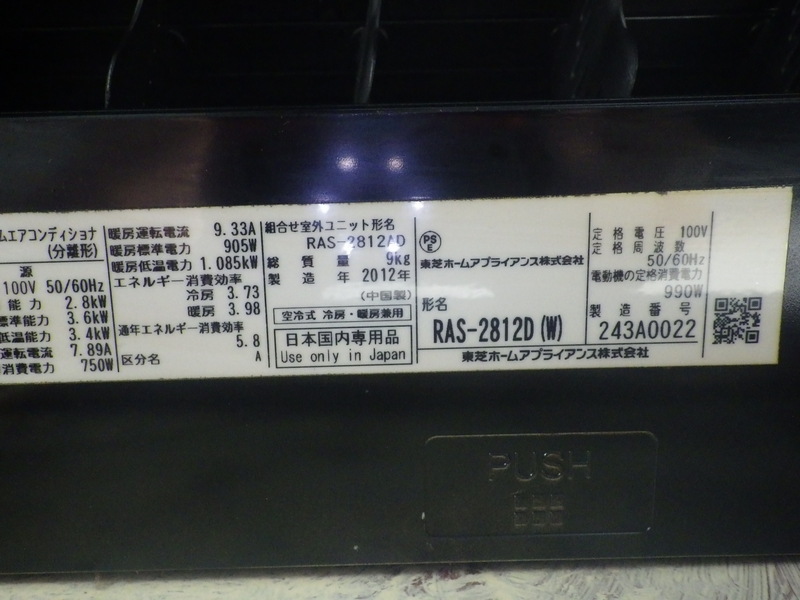 ムエアコンディショナ
(分離形)
源
100V 50/60Hz
能力 2.8kW
標準能力 3.6kW
低温能力 3.4kW
運転電流 7.89A
消費電力 750W
暖房運転電流 9.33A
暖房標準電力 905W
暖房低温電力 1.085kW
エネルギー消費効率
冷房 3.73
暖房 3.98
通年エネルギー消費効率
5.8
区分名 A
組合せ室外ユニット形名
RAS-2812AD
総質量 9kg
製造年 2012年
(中国製)
空冷式 冷房・暖房兼用
日本国内専用品
Use only in Japan
PSE
東芝ホームアプライアンス株式会社
形名
RAS-2812D(W)
定格電圧 100V
定格周波数
50/60Hz
電動機の定格消費電力
990W
製造番号
243A0022
東芝ホームアプライアンス株式会社
PUSH